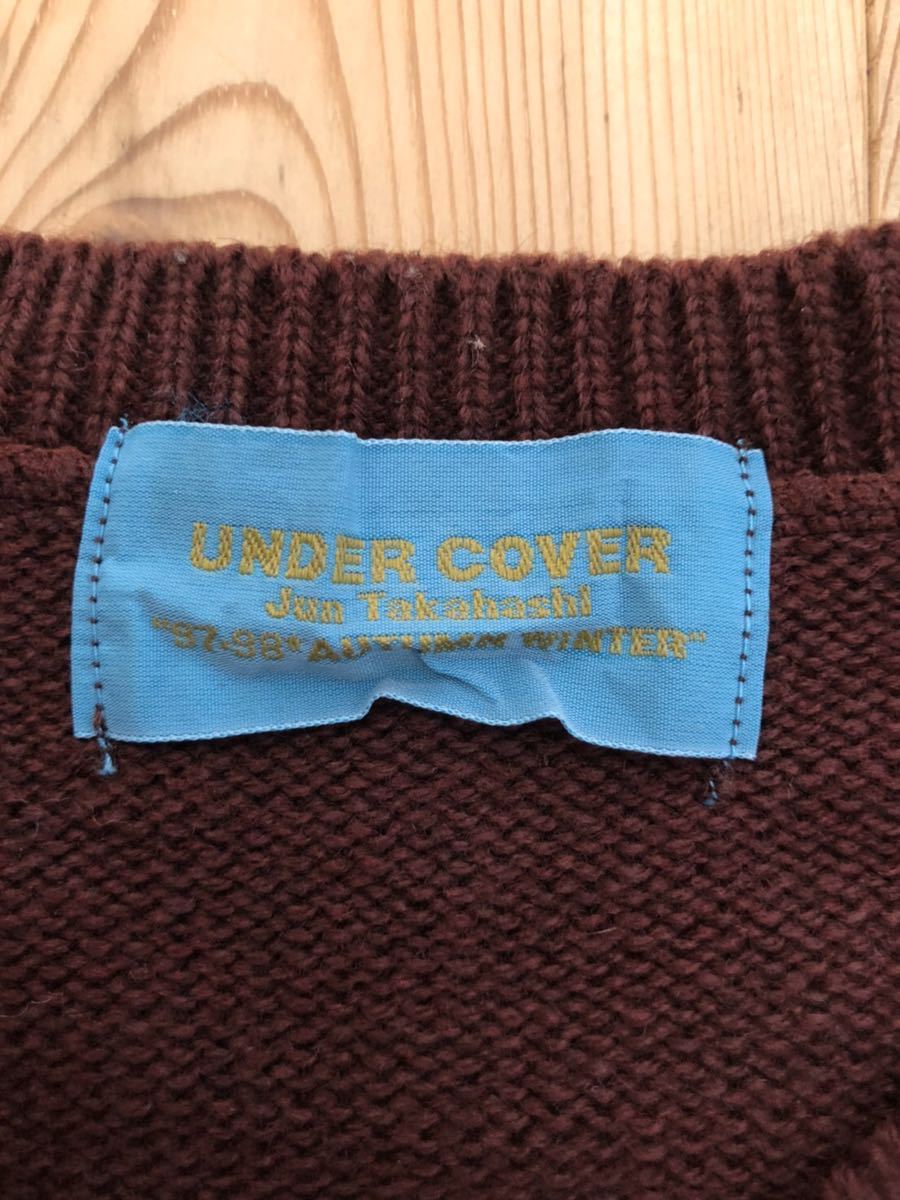 UNDER COVER
Jun Takahashi
"97-98* AUTUMN WINTER"